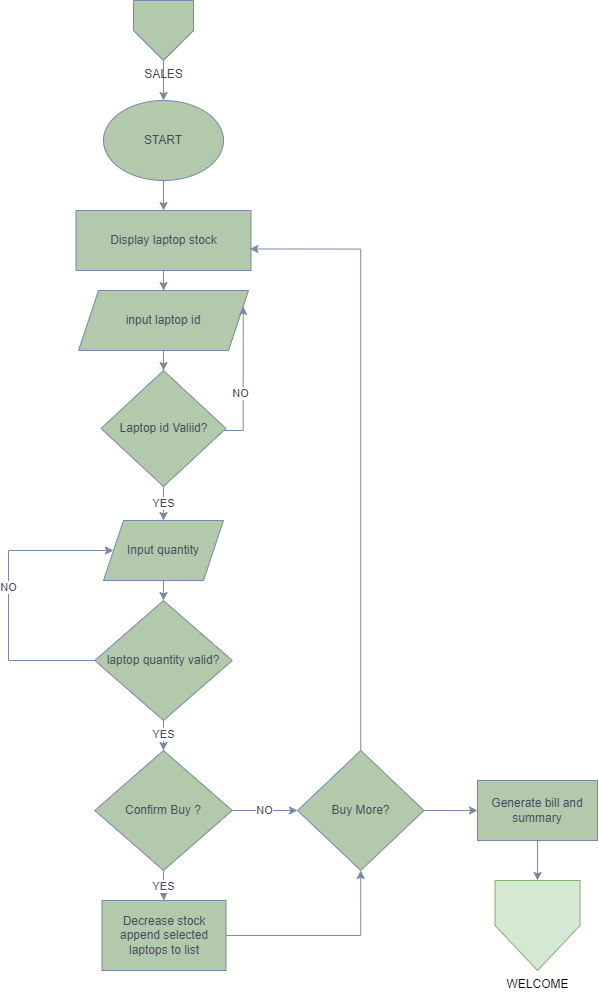 SALES
START
Display laptop stock
input laptop id
NO
Laptop id Valiid?
YES
Input quantity
NO
laptop quantity valid?
YES
Confirm Buy ?
NO
Buy More?
Generate bill and
summary
YES
Decrease stock
append selected
laptops to list
WELCOME